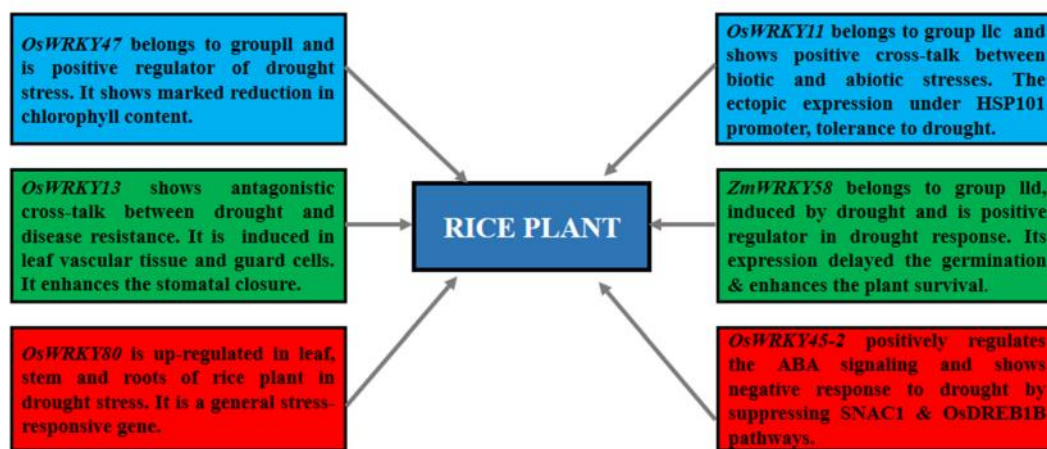 OsWRKY47 belongs to groupll and
is positive regulator of drought
stress. It shows marked reduction in
chlorophyll content.
OsWRKY13 shows antagonistic
cross-talk between drought and
disease resistance. It is induced in
leaf vascular tissue and guard cells.
It enhances the stomatal closure.
OsWRKY80 is up-regulated in leaf,
stem and roots of rice plant in
drought stress. It is a general stress-
responsive gene.
RICE PLANT
OsWRKY11 belongs to group llc and
shows positive cross-talk between
biotic and abiotic stresses. The
ectopic expression under HSP101
promoter, tolerance to drought.
ZmWRKY58 belongs to group lld,
induced by drought and is positive
regulator in drought response. Its
expression delayed the germination
& enhances the plant survival.
OsWRKY45-2 positively regulates
the ABA signaling and shows
negative response to drought by
suppressing SNAC1 & OsDREB1B
pathways.